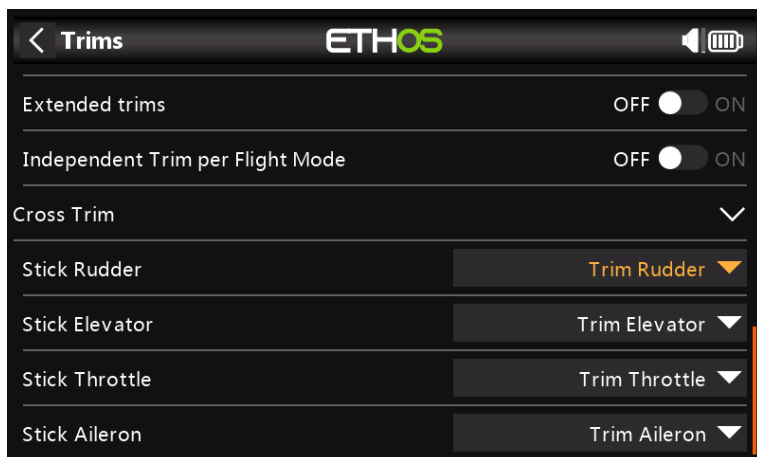 Trims ETHOS
Extended trims OFF ON
Independent Trim per Flight Mode OFF ON
Cross Trim
Stick Rudder Trim Rudder
Stick Elevator Trim Elevator
Stick Throttle Trim Throttle
Stick Aileron Trim Aileron